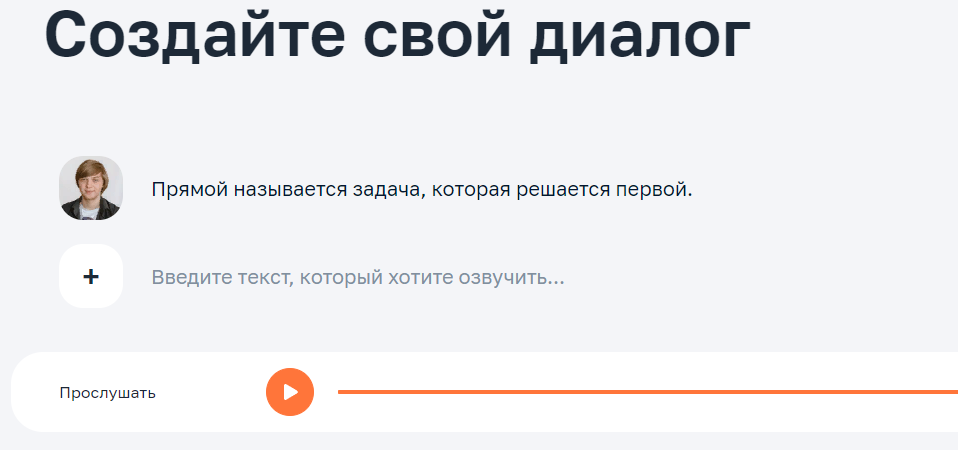 Создайте свой диалог
Прямой называется задача, которая решается первой.
+
Введите текст, который хотите озвучить...
Прослушать